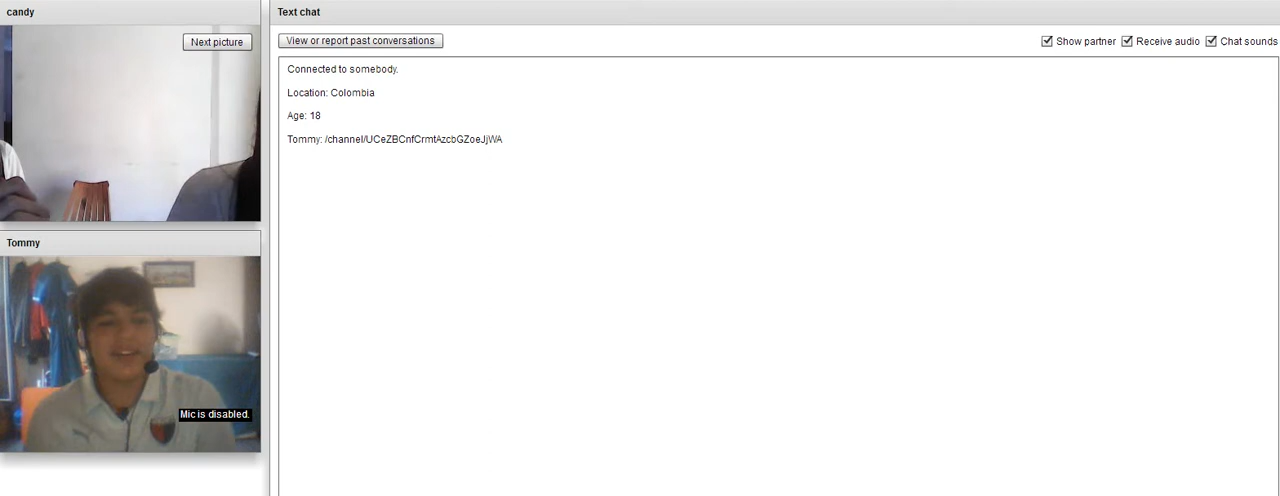 candy
Next picture
Tommy
Mic is disabled.
Text chat
View or report past conversations
Show partner Receive audio Chat sounds
Connected to somebody.
Location: Colombia
Age: 18
Tommy: /channel/UCeZBCnfCrmtAzcbGZoeJjWA